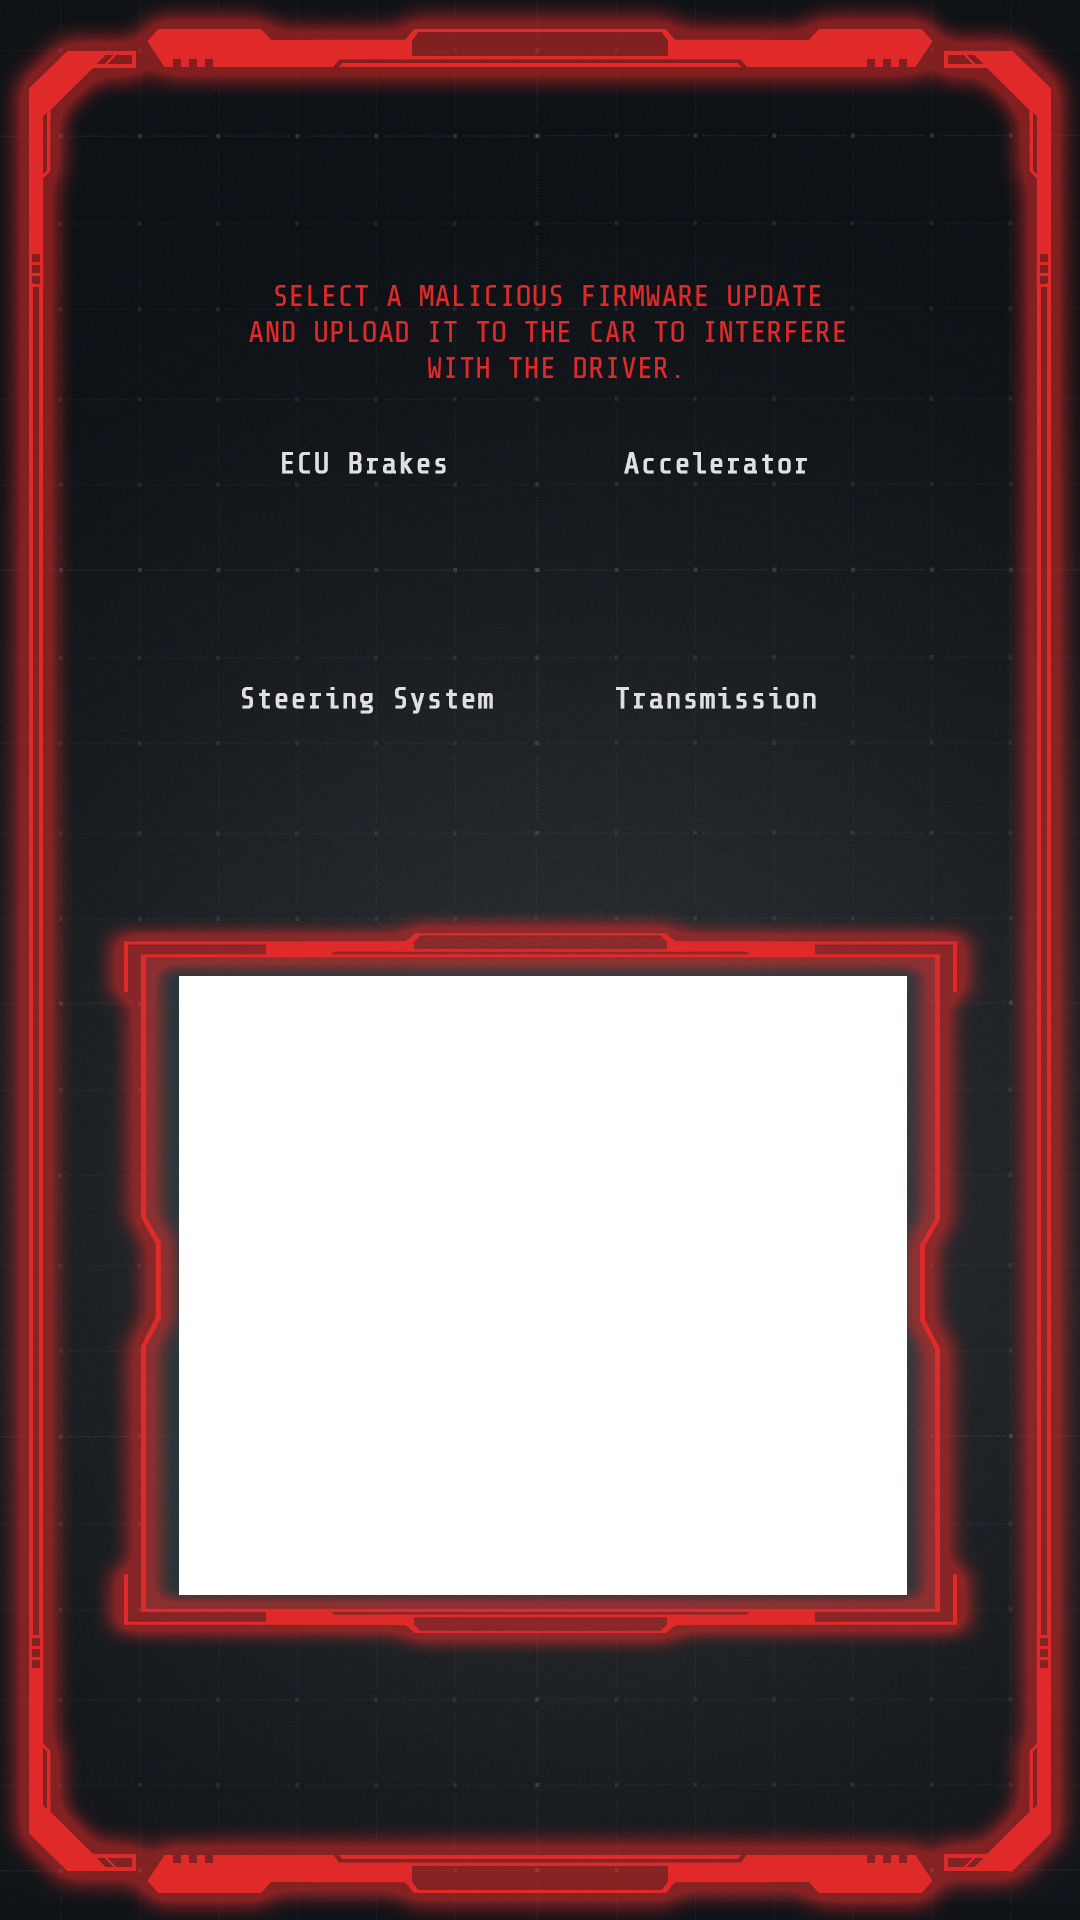 SELECT A MALICIOUS FIRMWARE UPDATE
AND UPLOAD IT TO THE CAR TO INTERFERE
WITH THE DRIVER.
ECU Brakes
Accelerator
Steering System
Transmission